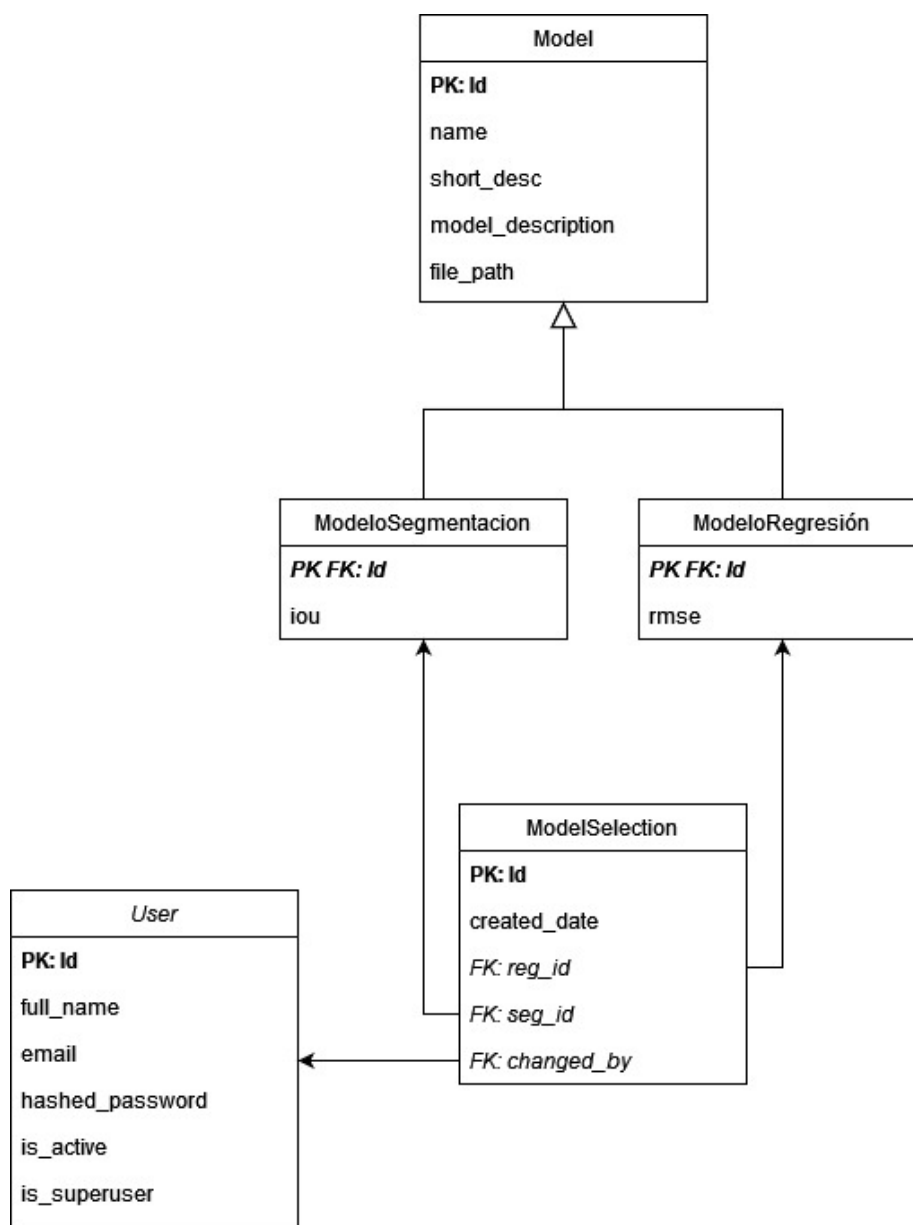 Model
PK: Id
name
short_desc
model_description
file_path
ModeloSegmentacion
PK FK: Id
iou
ModeloRegresión
PK FK: Id
rmse
ModelSelection
PK: Id
created_date
FK: reg_id
FK: seg_id
FK: changed_by
User
PK: Id
full_name
email
hashed_password
is_active
is_superuser